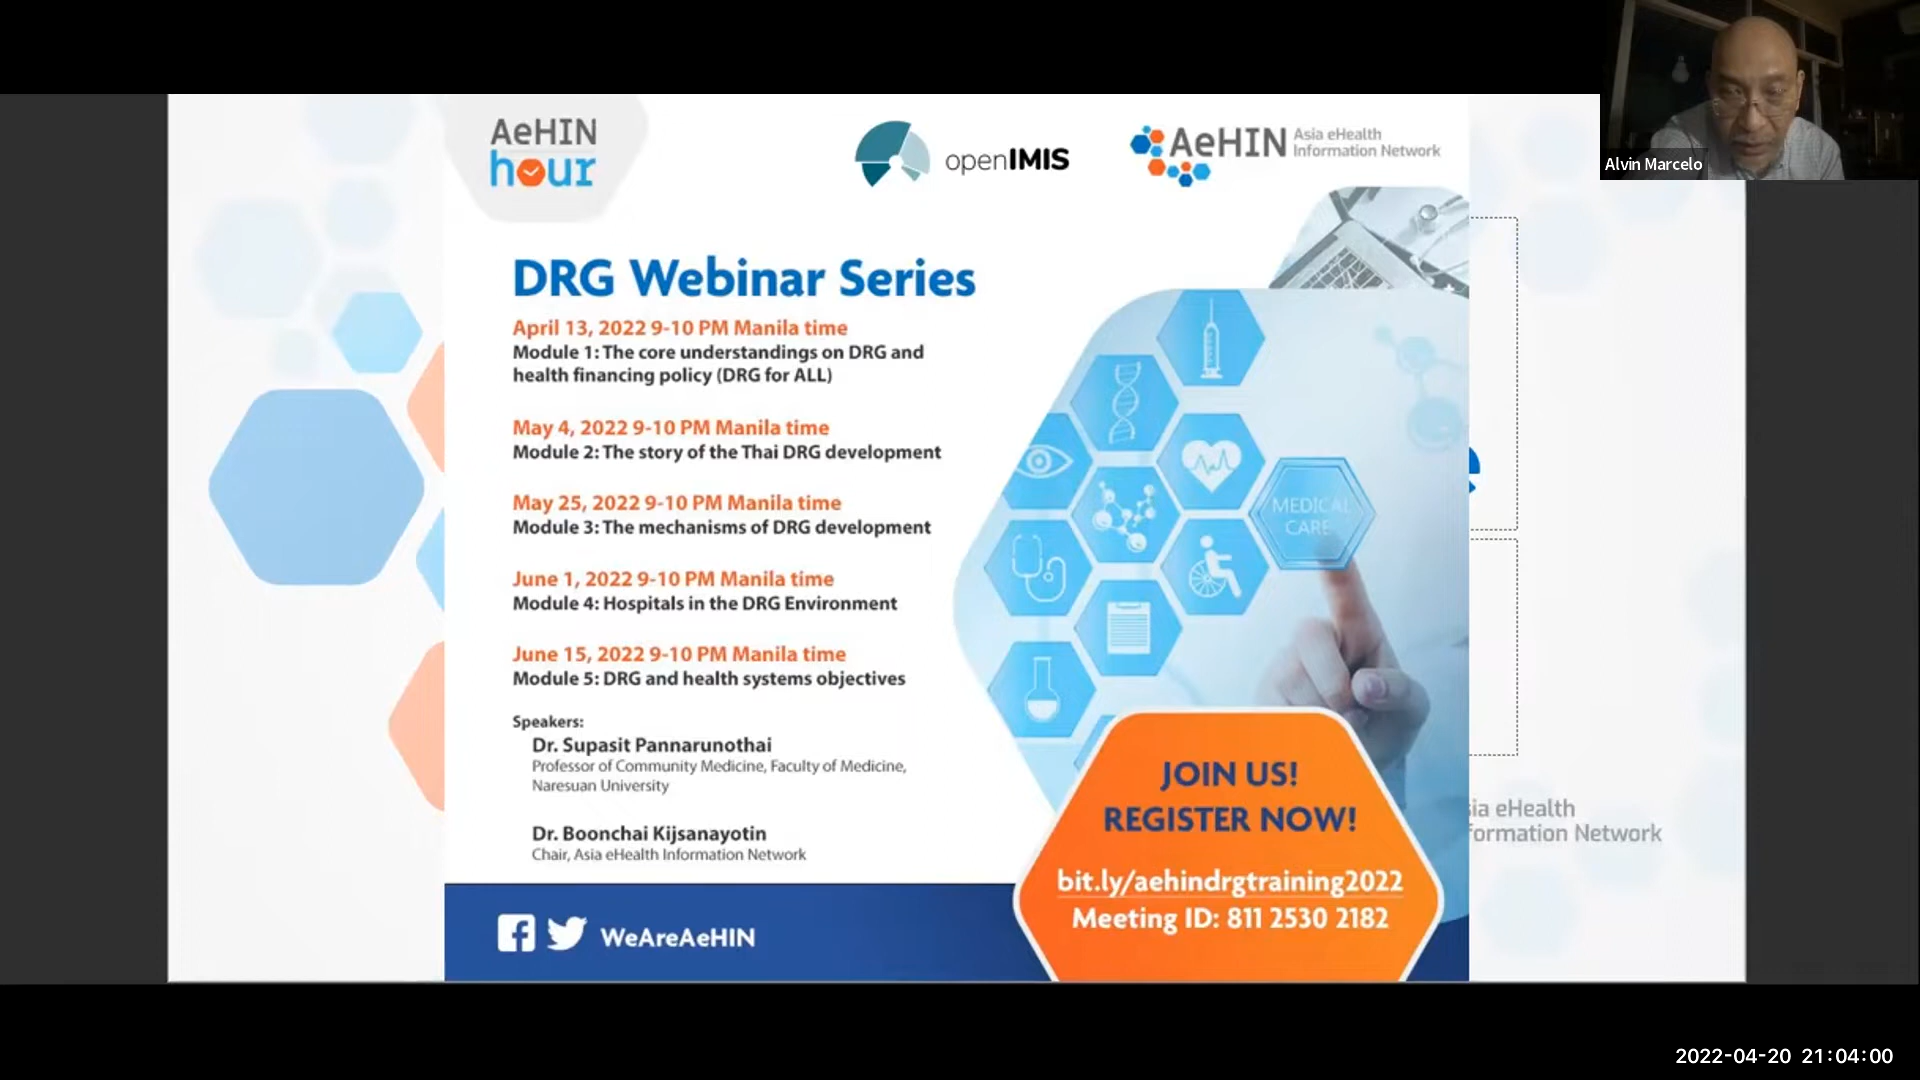 AeHIN
hour
openIMIS
AeHIN Asia eHealth
Information Network
Alvin Marcelo
DRG Webinar Series
April 13, 2022 9-10 PM Manila time
Module 1: The core understandings on DRG and
health financing policy (DRG for ALL)
May 4, 2022 9-10 PM Manila time
Module 2: The story of the Thai DRG development
May 25, 2022 9-10 PM Manila time
Module 3: The mechanisms of DRG development
June 1, 2022 9-10 PM Manila time
Module 4: Hospitals in the DRG Environment
June 15, 2022 9-10 PM Manila time
Module 5: DRG and health systems objectives
Speakers:
Dr. Supasit Pannarunothai
Professor of Community Medicine, Faculty of Medicine,
Naresuan University
Dr. Boonchai Kijsanayotin
Chair, Asia eHealth Information Network
MEDICAL
CARE
JOIN US!
REGISTER NOW!
bit.ly/aehindrgtraining2022
Meeting ID: 811 2530 2182
WeAreAeHIN
sia eHealth
formation Network
2022-04-20 21:04:00